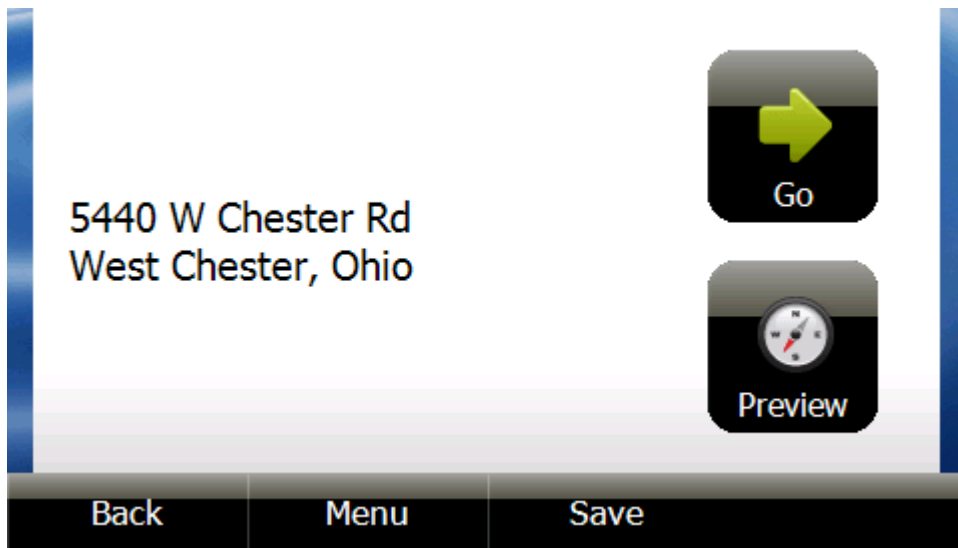 5440 W Chester Rd
West Chester, Ohio
Go
N
W E
S
Preview
Back Menu Save